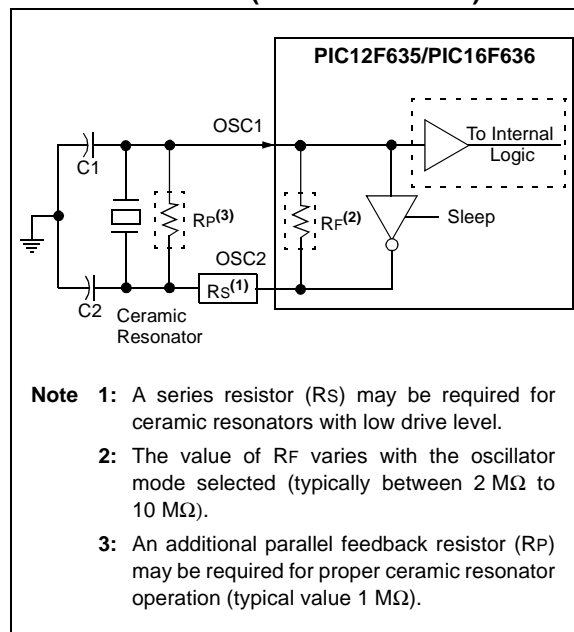 PIC12F635/PIC16F636
OSC1
To Internal
Logic
C1
RP(3)
RF(2)
Sleep
OSC2
RS(1)
C2
Ceramic
Resonator
Note 1: A series resistor (RS) may be required for
ceramic resonators with low drive level.
2: The value of RF varies with the oscillator
mode selected (typically between 2 MΩ to
10 MΩ).
3: An additional parallel feedback resistor (RP)
may be required for proper ceramic resonator
operation (typical value 1 MΩ).